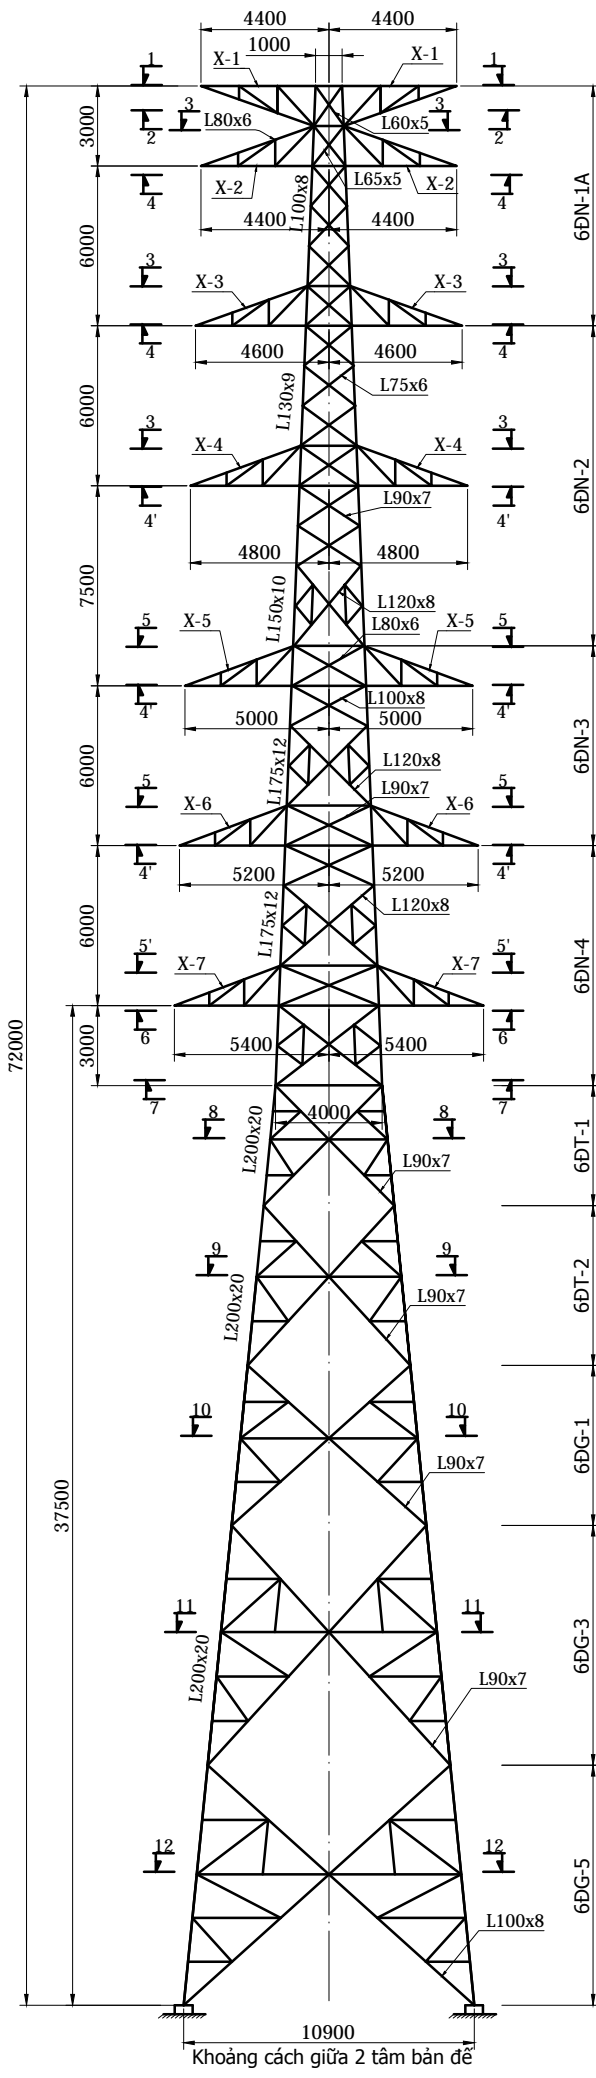 4400 4400
1000
1 X-1 X-1 1
3000
2 3 L80x6 L60x5 3 2
X-2 L65x5 X-2
4 L100x8 4
4400 4400
6ĐN-1A
6000
3 X-3 X-3 3
4 4
4600 4600
L130x9 L75x6
6000
3 X-4 X-4 3
6ĐN-2
4' L90x7 4'
4800 4800
7500
L150x10 L120x8
5 X-5 L80x6 X-5 5
4' L100x8 4'
5000 5000
6ĐN-3
6000
L175x12 L120x8
5 L90x7 5
X-6 X-6
4' 4'
5200 5200
L175x12 L120x8
6000
5' X-7 X-7 5'
6ĐN-4
6 6
5400 5400
3000
72000
7 7
8 L200x20 4000 8
6ĐT-1
L90x7
9 9
6ĐT-2
L200x20 L90x7
10 10
6ĐG-1
L90x7
37500
11 11
6ĐG-3
L200x20 L90x7
12 12
6ĐG-5
L100x8
10900
Khoảng cách giữa 2 tâm bản đế